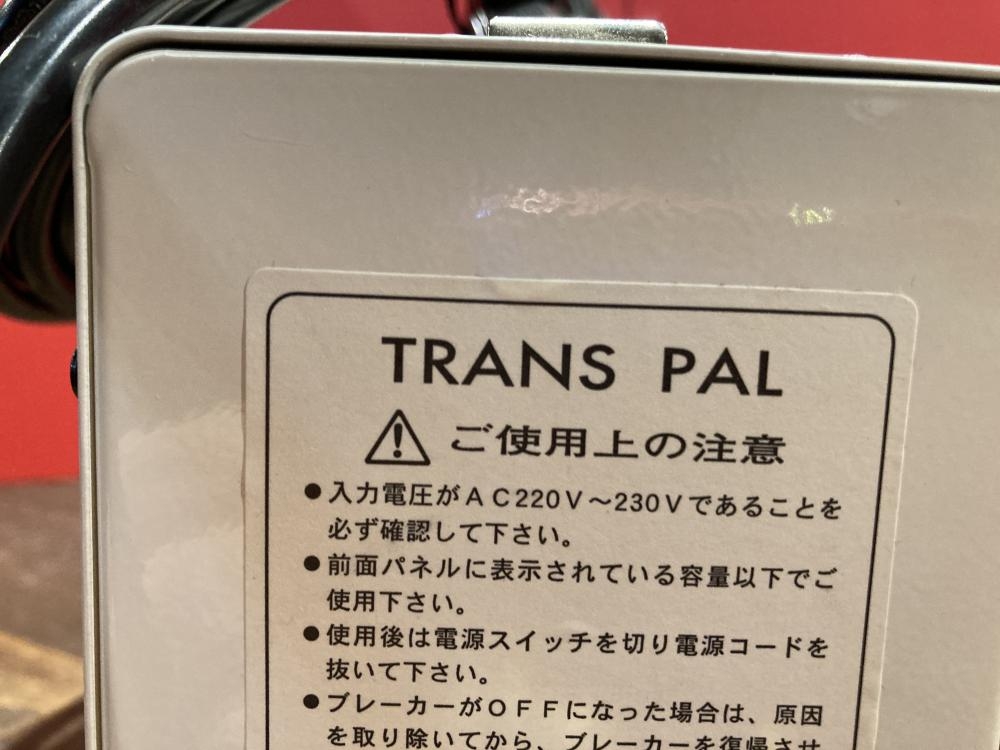 TRANS PAL
ご使用上の注意
●入力電圧がAC220V～230Vであることを
必ず確認して下さい。
●前面パネルに表示されている容量以下でご
使用下さい。
●使用後は電源スイッチを切り電源コードを
抜いて下さい。
●ブレーカーがOFFになった場合は、原因
を取り除いてから、ブレーカーを復帰させ